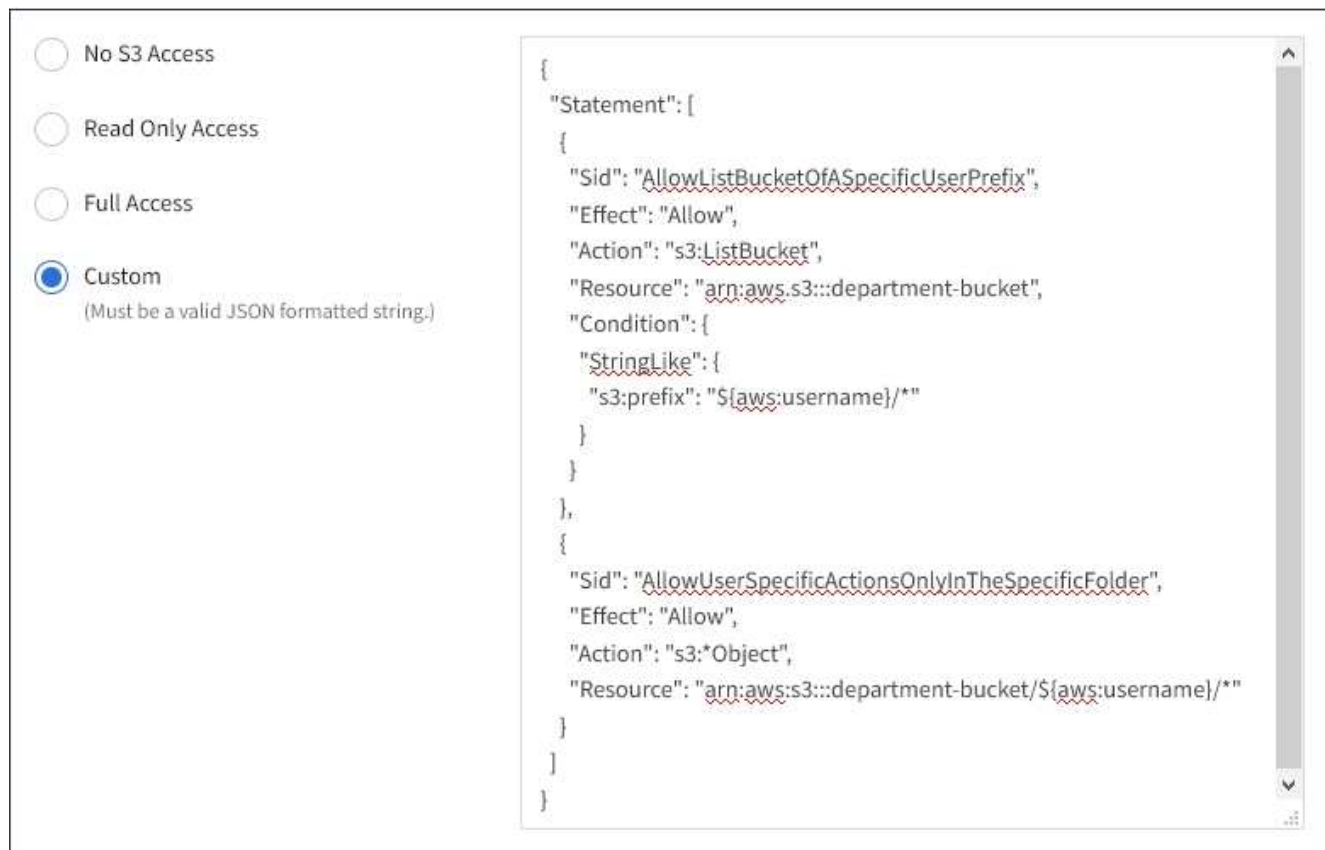 No S3 Access
Read Only Access
Full Access
Custom
(Must be a valid JSON formatted string.)
{
"Statement": [
{
"Sid": "AllowListBucketOfASpecificUserPrefix",
"Effect": "Allow",
"Action": "s3:ListBucket",
"Resource": "arn:aws.s3:::department-bucket",
"Condition": {
"StringLike": {
"s3:prefix": "${aws:username}/*"
}
}
},
{
"Sid": "AllowUserSpecificActionsOnlyInTheSpecificFolder",
"Effect": "Allow",
"Action": "s3:*Object",
"Resource": "arn:aws:s3:::department-bucket/${aws:username}/*"
}
]
}